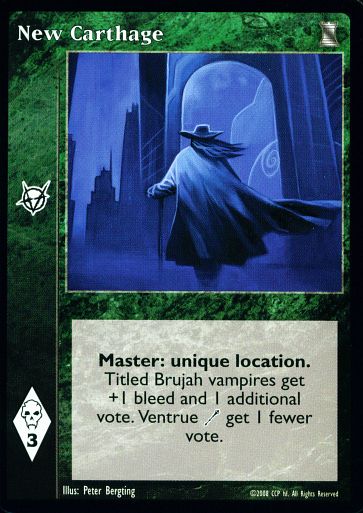 New Carthage
Master: unique location.
Titled Brujah vampires get
+1 bleed and 1 additional
vote. Ventrue get 1 fewer
vote.
3
Illus: Peter Bergting
©2008 CCP hf. All Rights Reserved